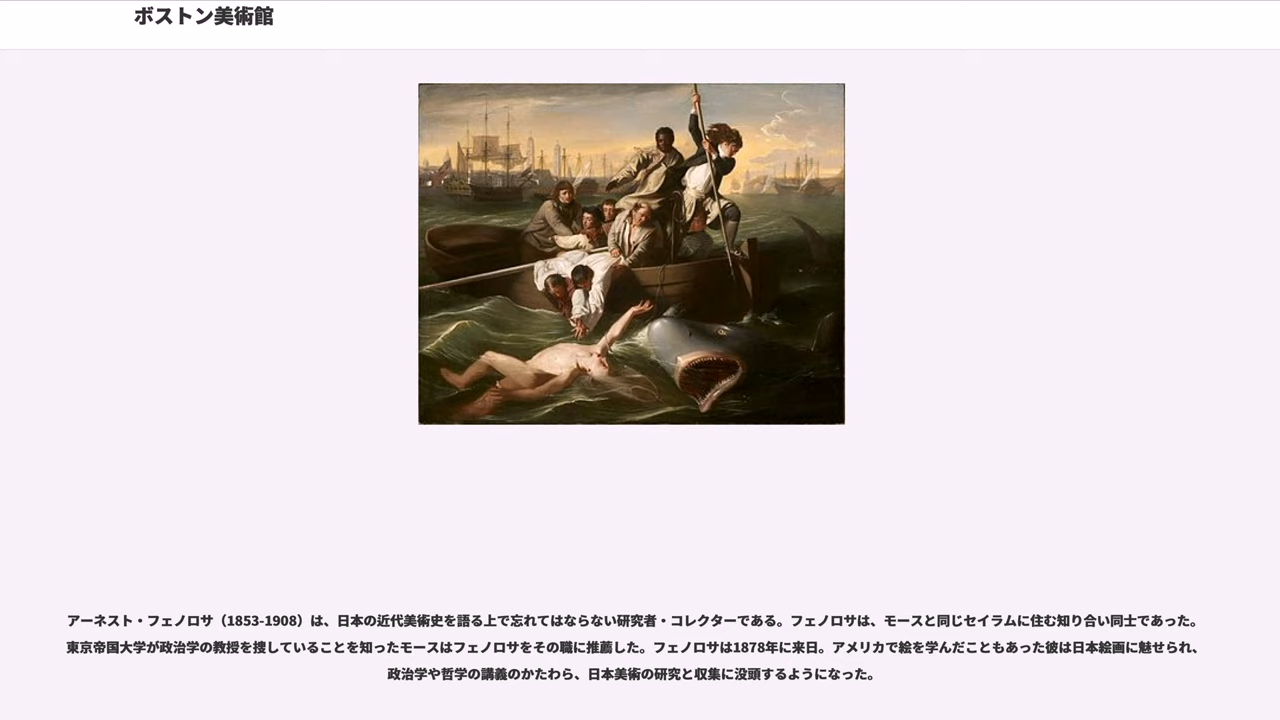 ボストン美術館
アーネスト・フェノロサ（1853-1908）は、日本の近代美術史を語る上で忘れてはならない研究者・コレクターである。フェノロサは、モースと同じセイラムに住む知り合い同士であった。
東京帝国大学が政治学の教授を捜していることを知ったモースはフェノロサをその職に推薦した。フェノロサは1878年に来日。アメリカで絵を学んだこともあった彼は日本絵画に魅せられ、
政治学や哲学の講義のかたわら、日本美術の研究と収集に没頭するようになった。